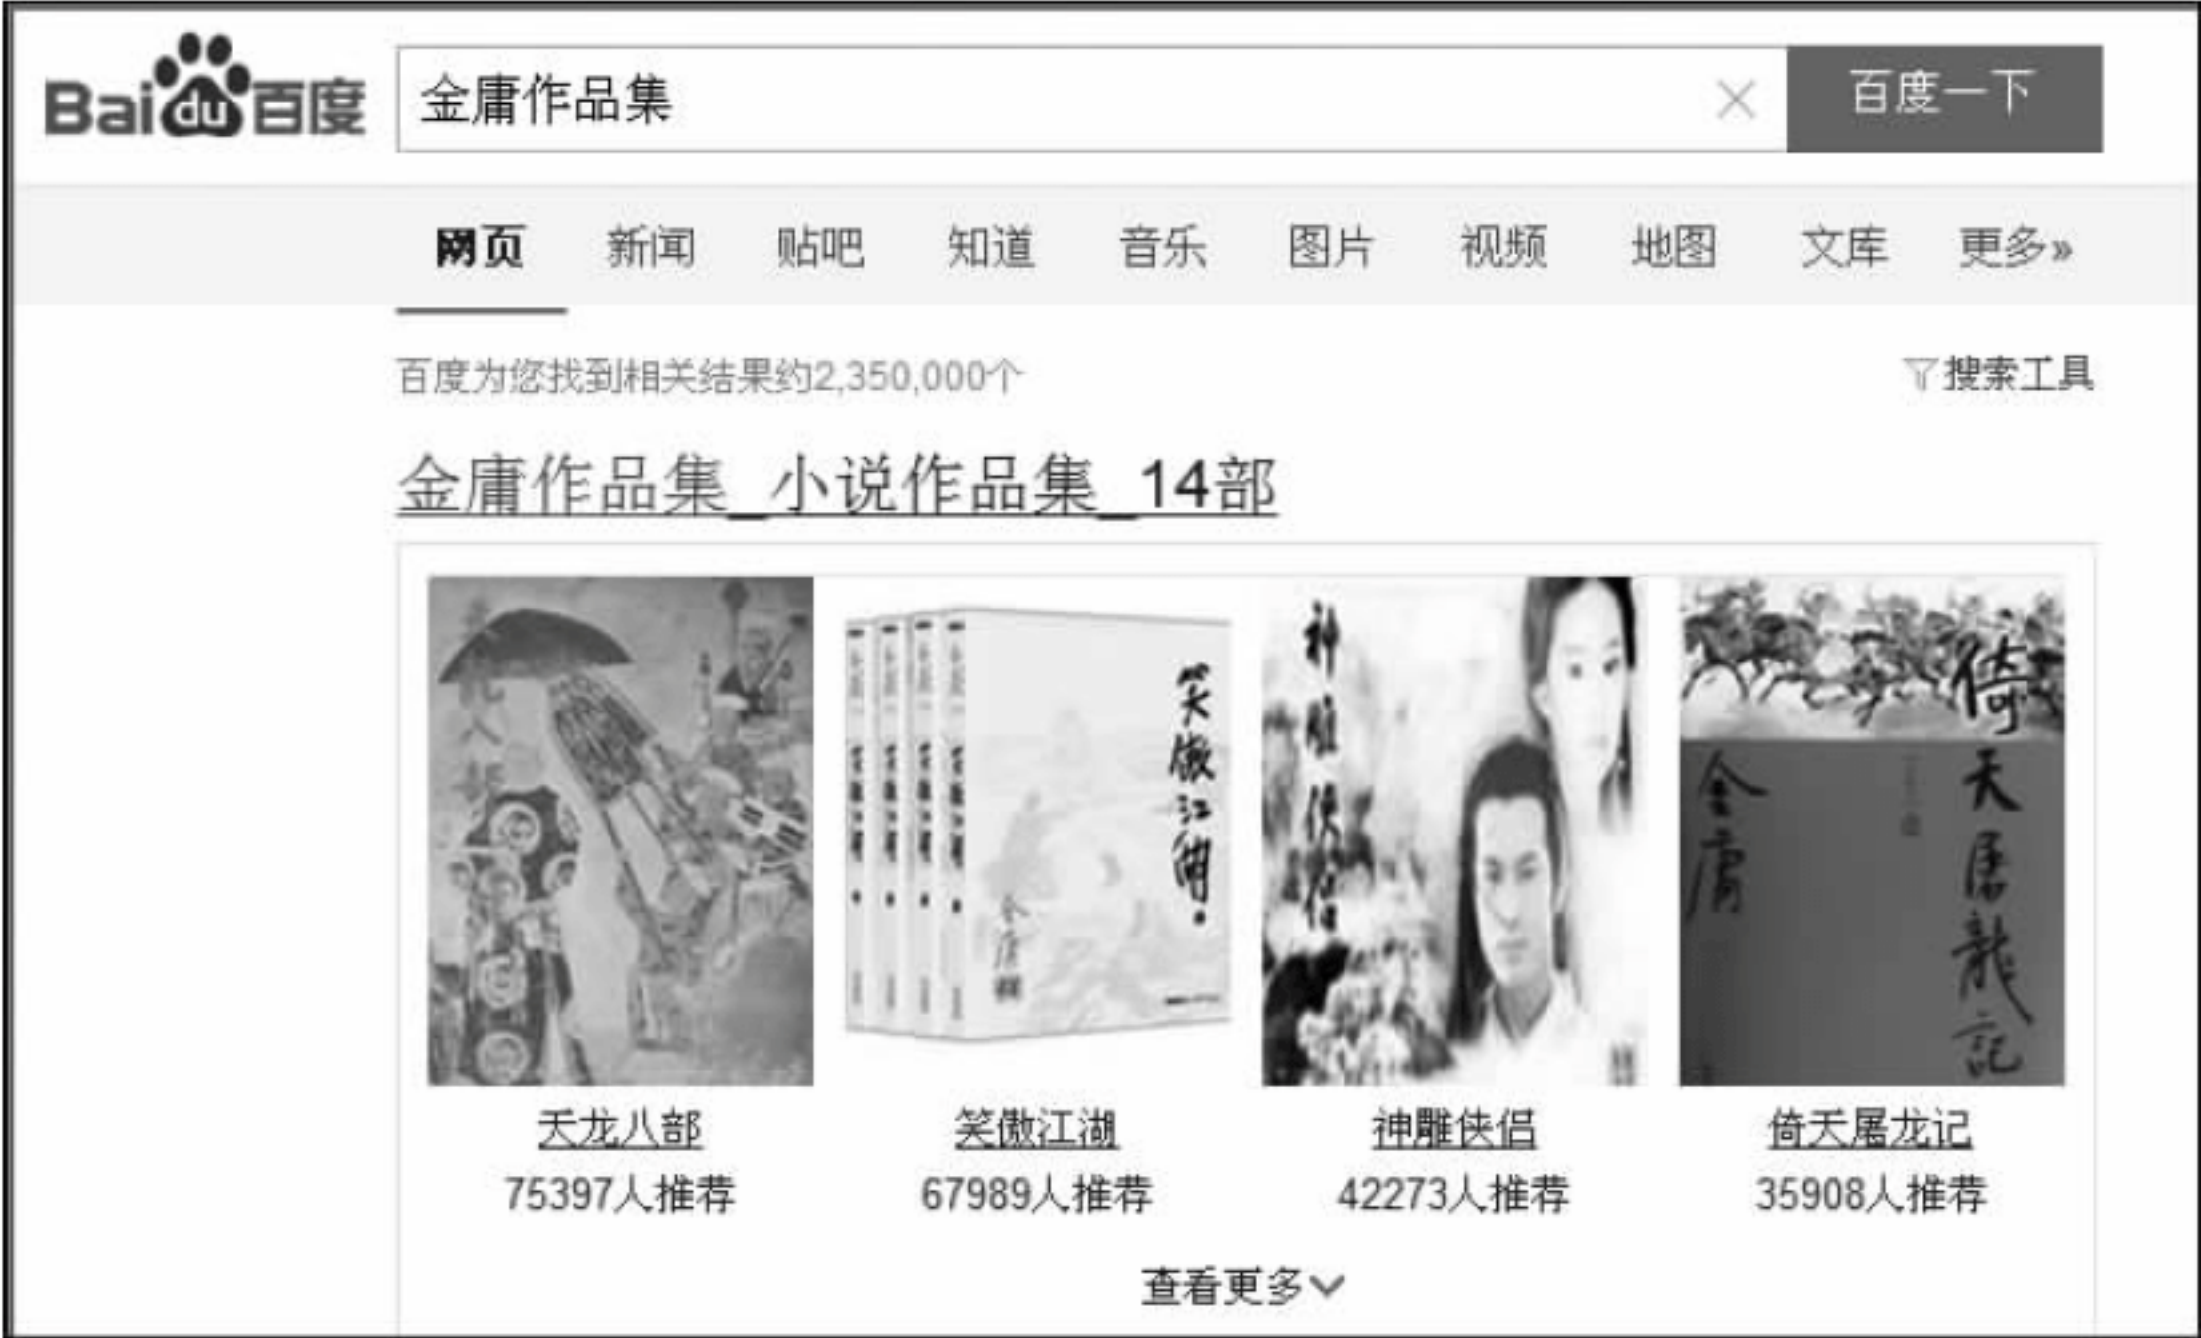 Baidu百度
金庸作品集
百度一下
网页 新闻 贴吧 知道 音乐 图片 视频 地图 文库 更多»
百度为您找到相关结果约2,350,000个
搜索工具
金庸作品集_小说作品集_14部
笑傲江湖
金庸
神雕侠侣
倚天屠龍記
金庸
天龙八部
笑傲江湖
神雕侠侣
倚天屠龙记
75397人推荐
67989人推荐
42273人推荐
35908人推荐
查看更多